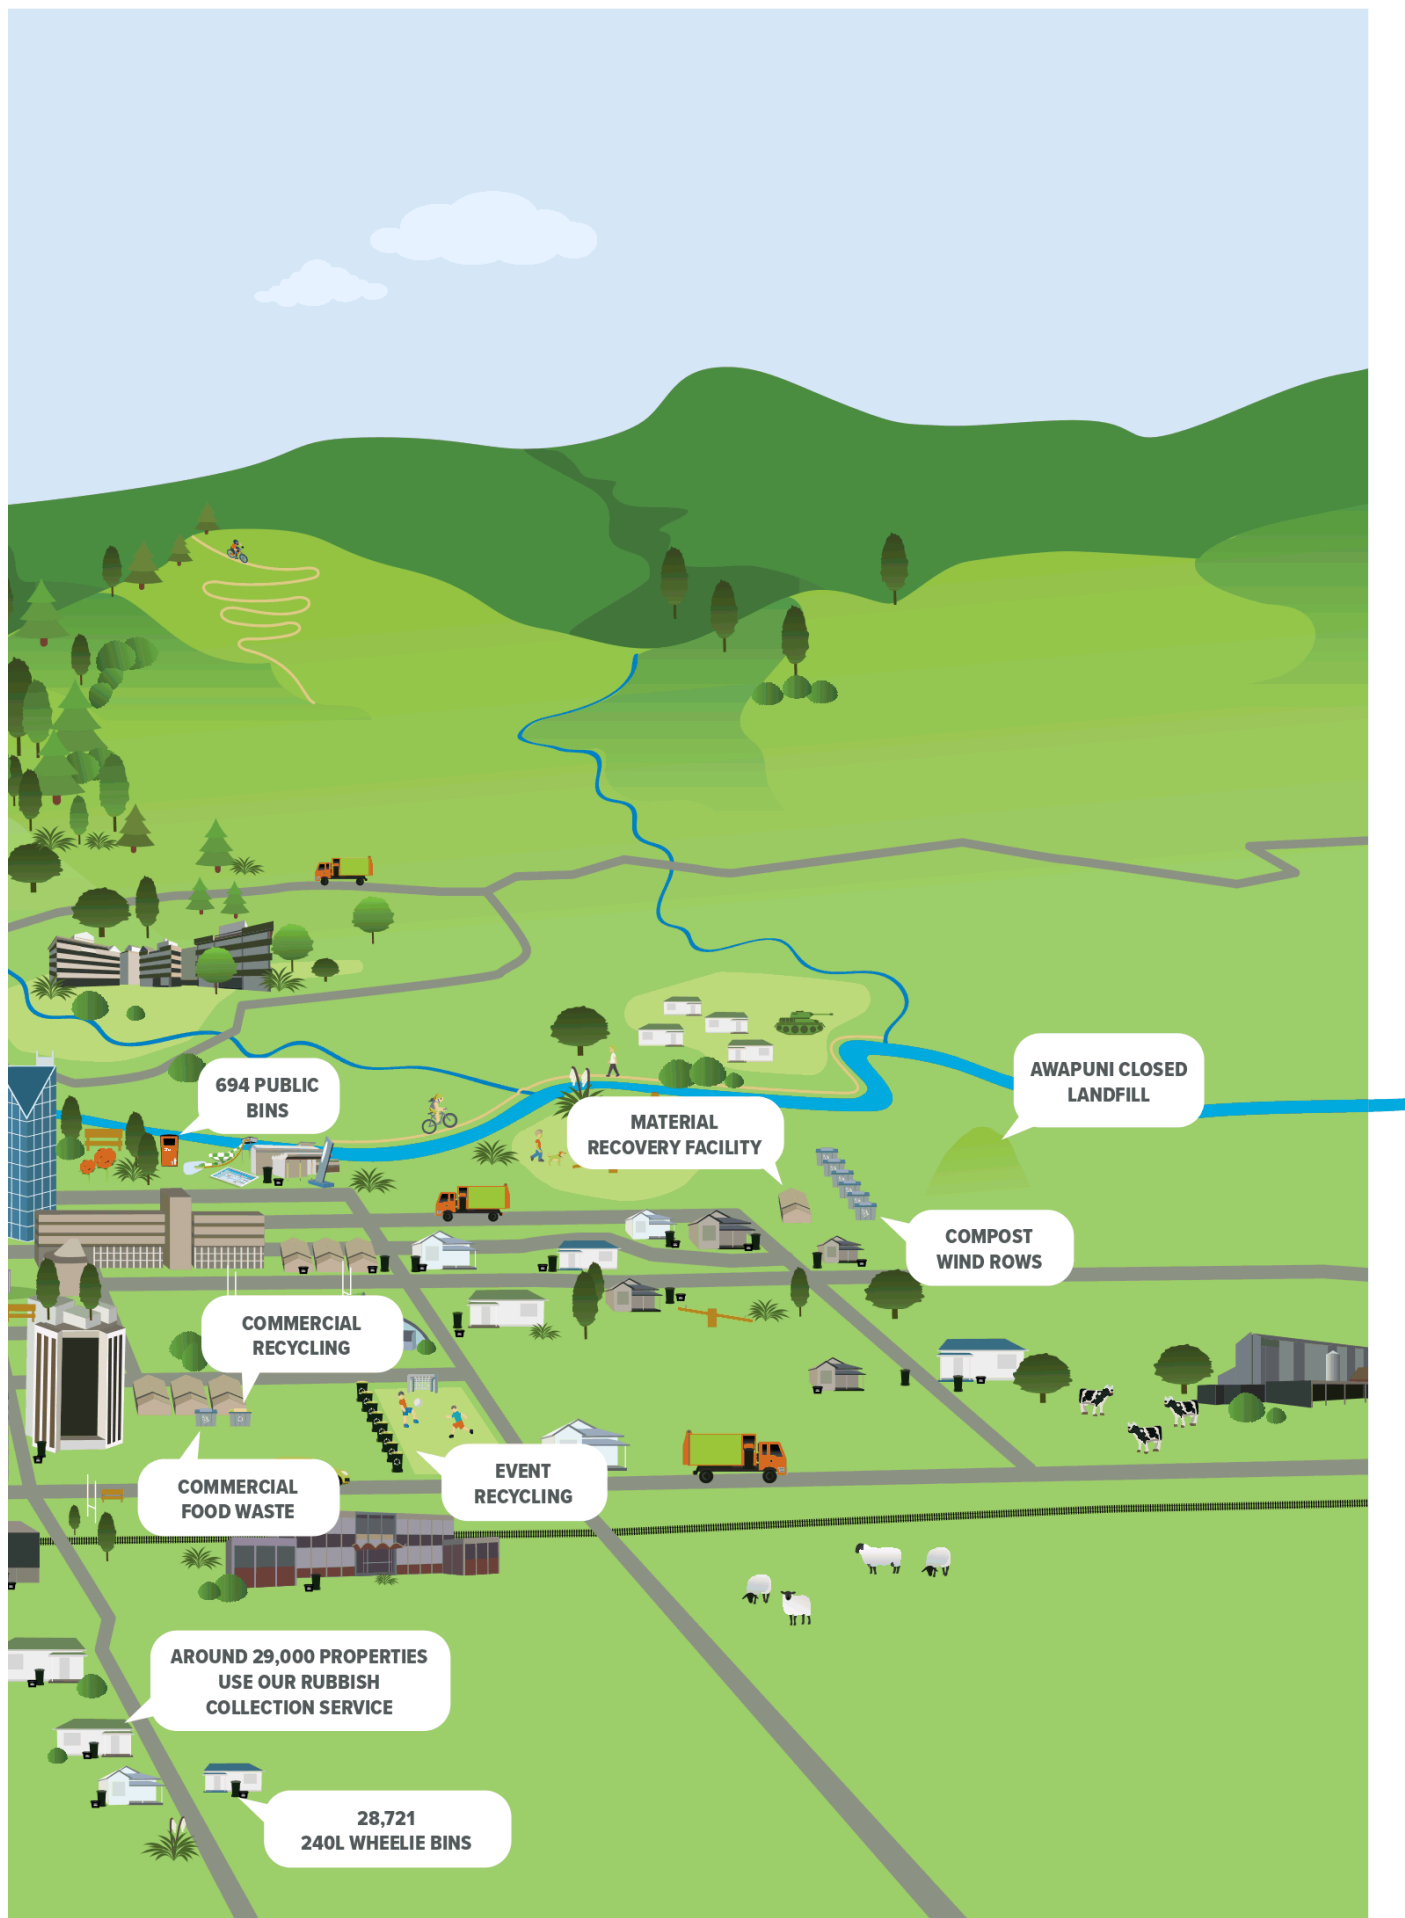 694 PUBLIC
BINS
AWAPUNI CLOSED
LANDFILL
MATERIAL
RECOVERY FACILITY
COMPOST
WIND ROWS
COMMERCIAL
RECYCLING
COMMERCIAL
FOOD WASTE
EVENT
RECYCLING
AROUND 29,000 PROPERTIES
USE OUR RUBBISH
COLLECTION SERVICE
28,721
240L WHEELIE BINS